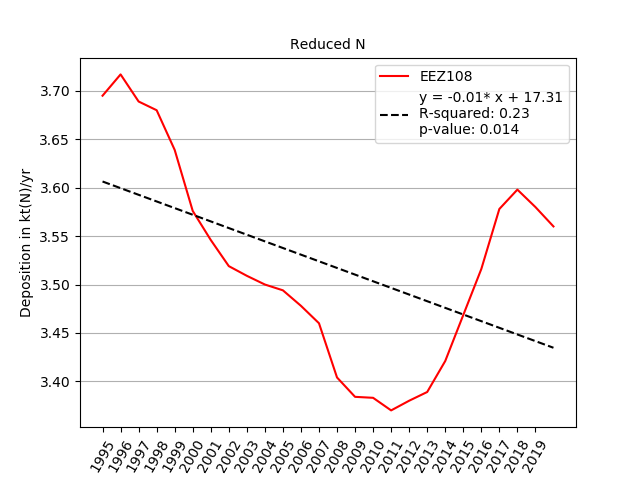 Reduced N
EEZ108
y = -0.01* x + 17.31
R-squared: 0.23
p-value: 0.014
Deposition in kt(N)/yr
3.70
3.65
3.60
3.55
3.50
3.45
3.40
1995 1996 1997 1998 1999 2000 2001 2002 2003 2004 2005 2006 2007 2008 2009 2010 2011 2012 2013 2014 2015 2016 2017 2018 2019